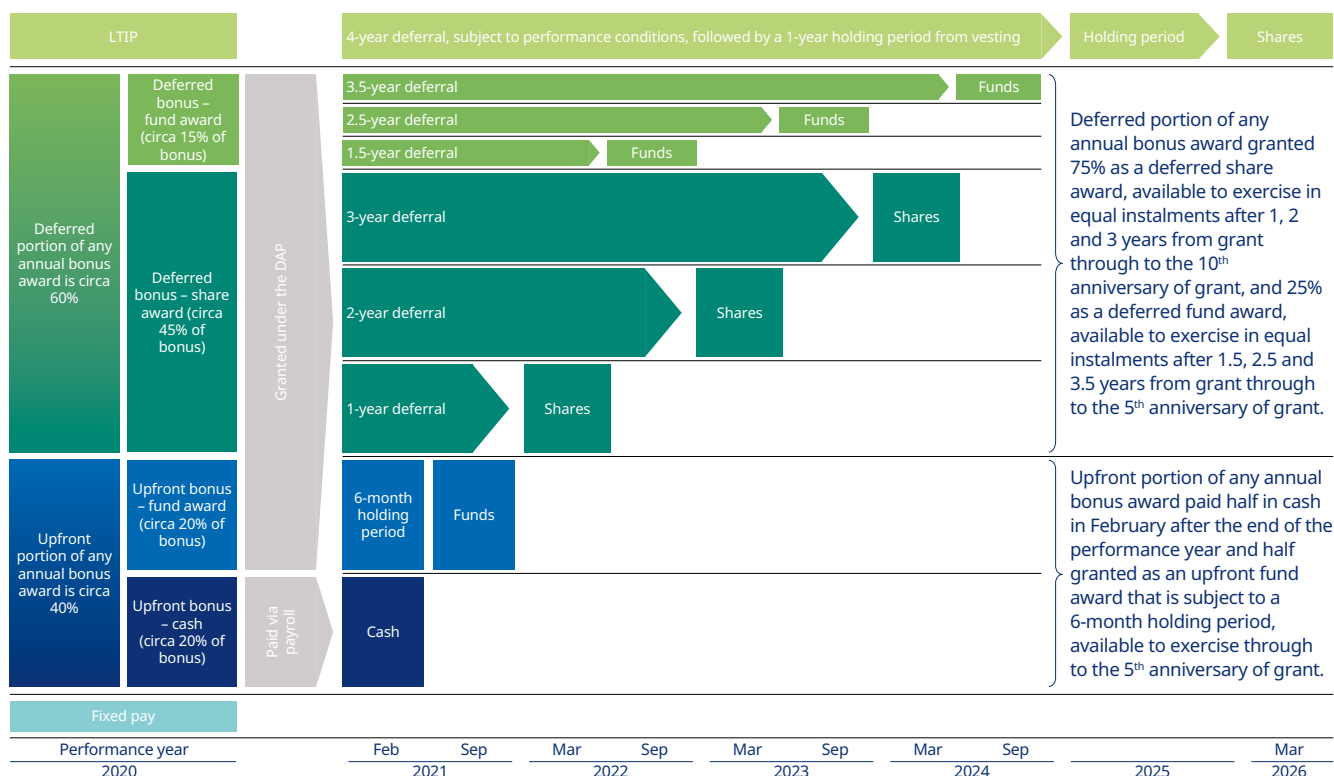 LTIP
4-year deferral, subject to performance conditions, followed by a 1-year holding period from vesting
Holding period
Shares
Deferred
portion of any
annual bonus
award is circa
60%
Deferred
bonus –
fund award
(circa 15% of
bonus)
Deferred
bonus – share
award (circa
45% of
bonus)
Granted under the DAP
3.5-year deferral
Funds
2.5-year deferral
Funds
1.5-year deferral
Funds
3-year deferral
Shares
2-year deferral
Shares
1-year deferral
Shares
Deferred portion of any
annual bonus award granted
75% as a deferred share
award, available to exercise in
equal instalments after 1, 2
and 3 years from grant
through to the 10th
anniversary of grant, and 25%
as a deferred fund award,
available to exercise in equal
instalments after 1.5, 2.5 and
3.5 years from grant through
to the 5th anniversary of grant.
Upfront
portion of any
annual bonus
award is circa
40%
Upfront bonus
– fund award
(circa 20% of
bonus)
6-month
holding
period
Funds
Upfront bonus
– cash
(circa 20% of
bonus)
Paid via
payroll
Cash
Upfront portion of any annual
bonus award paid half in cash
in February after the end of the
performance year and half
granted as an upfront fund
award that is subject to a
6-month holding period,
available to exercise through
to the 5th anniversary of grant.
Fixed pay
Performance year
Feb
Sep
Mar
Sep
Mar
Sep
Mar
Sep
Mar
2020
2021
2022
2023
2024
2025
2026